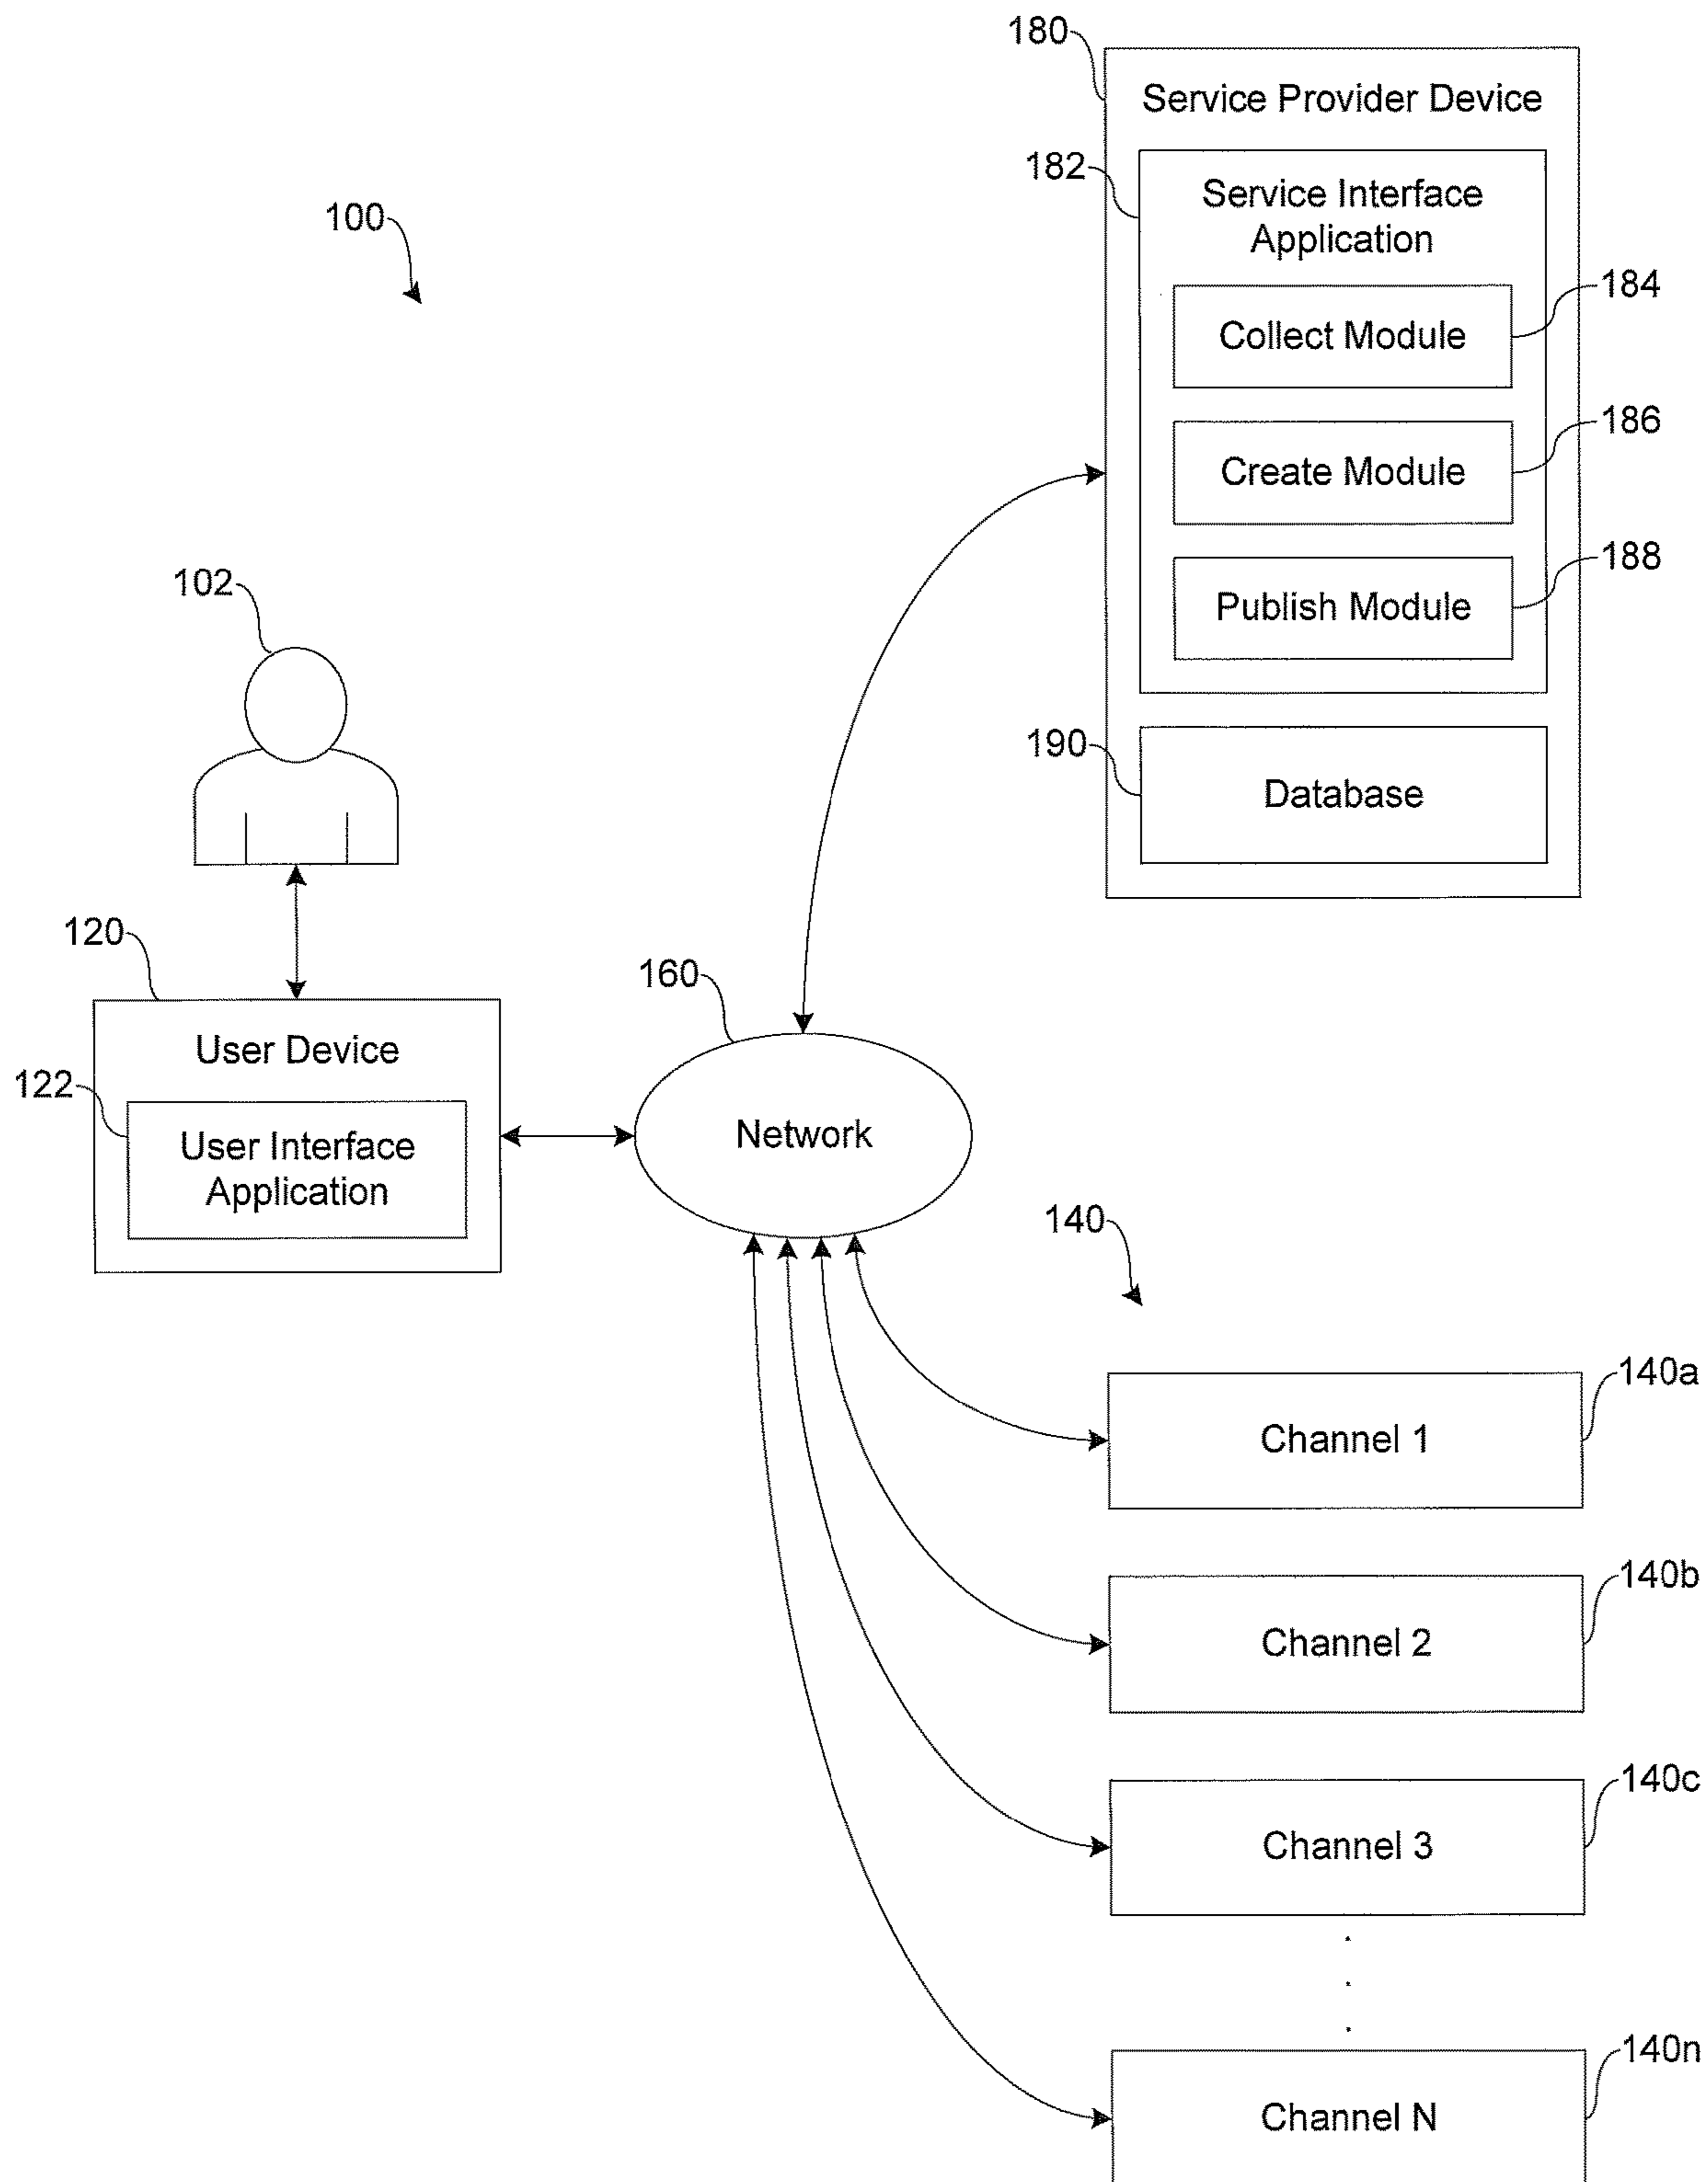 180
Service Provider Device
182
Service Interface
Application
100
184
Collect Module
186
Create Module
188
Publish Module
102
190
Database
120
160
User Device
122
User Interface
Application
Network
140
140a
Channel 1
140b
Channel 2
140c
Channel 3
140n
Channel N